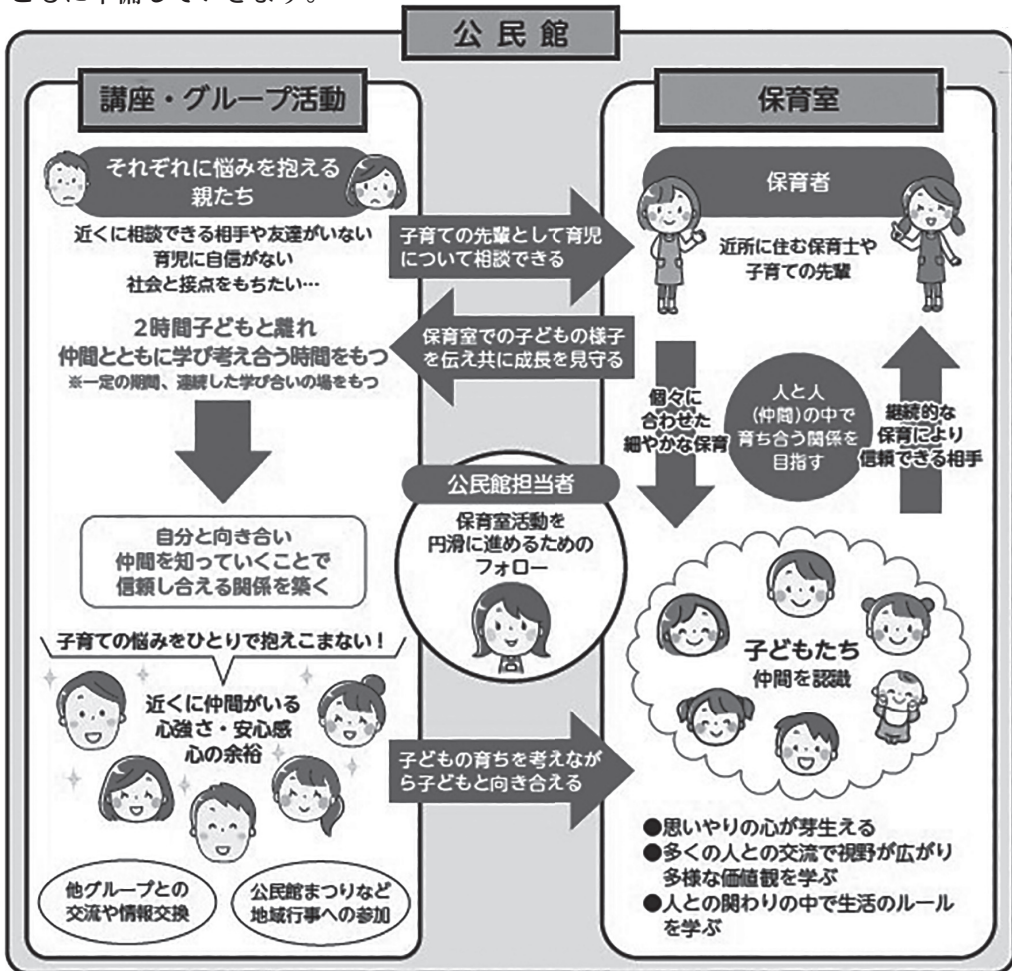 ともに準備していきます。
公民館
講座・グループ活動
それぞれに悩みを抱える
親たち
近くに相談できる相手や友達がいない
育児に自信がない
社会と接点をもちたい…
2時間子どもと離れ
仲間とともに学び考え合う時間をもつ
※一定の期間、連続した学び合いの場をもつ
自分と向き合い
仲間を知っていくことで
信頼し合える関係を築く
子育ての悩みをひとりで抱えこまない!
近くに仲間がいる
心強さ・安心感
心の余裕
他グループとの
交流や情報交換
公民館まつりなど
地域行事への参加
子育ての先輩として育児
について相談できる
保育室での子どもの様子
を伝え共に成長を見守る
公民館担当者
保育室活動を
円滑に進めるための
フォロー
子どもの育ちを考えなが
ら子どもと向き合える
保育室
保育者
近所に住む保育士や
子育ての先輩
個々に
合わせた
細やかな保育
人と人
(仲間)の中で
育ち合う関係を
目指す
継続的な
保育により
信頼できる相手
子どもたち
仲間を認識
●思いやりの心が芽生える
●多くの人との交流で視野が広がり
多様な価値観を学ぶ
●人との関わりの中で生活のルール
を学ぶ